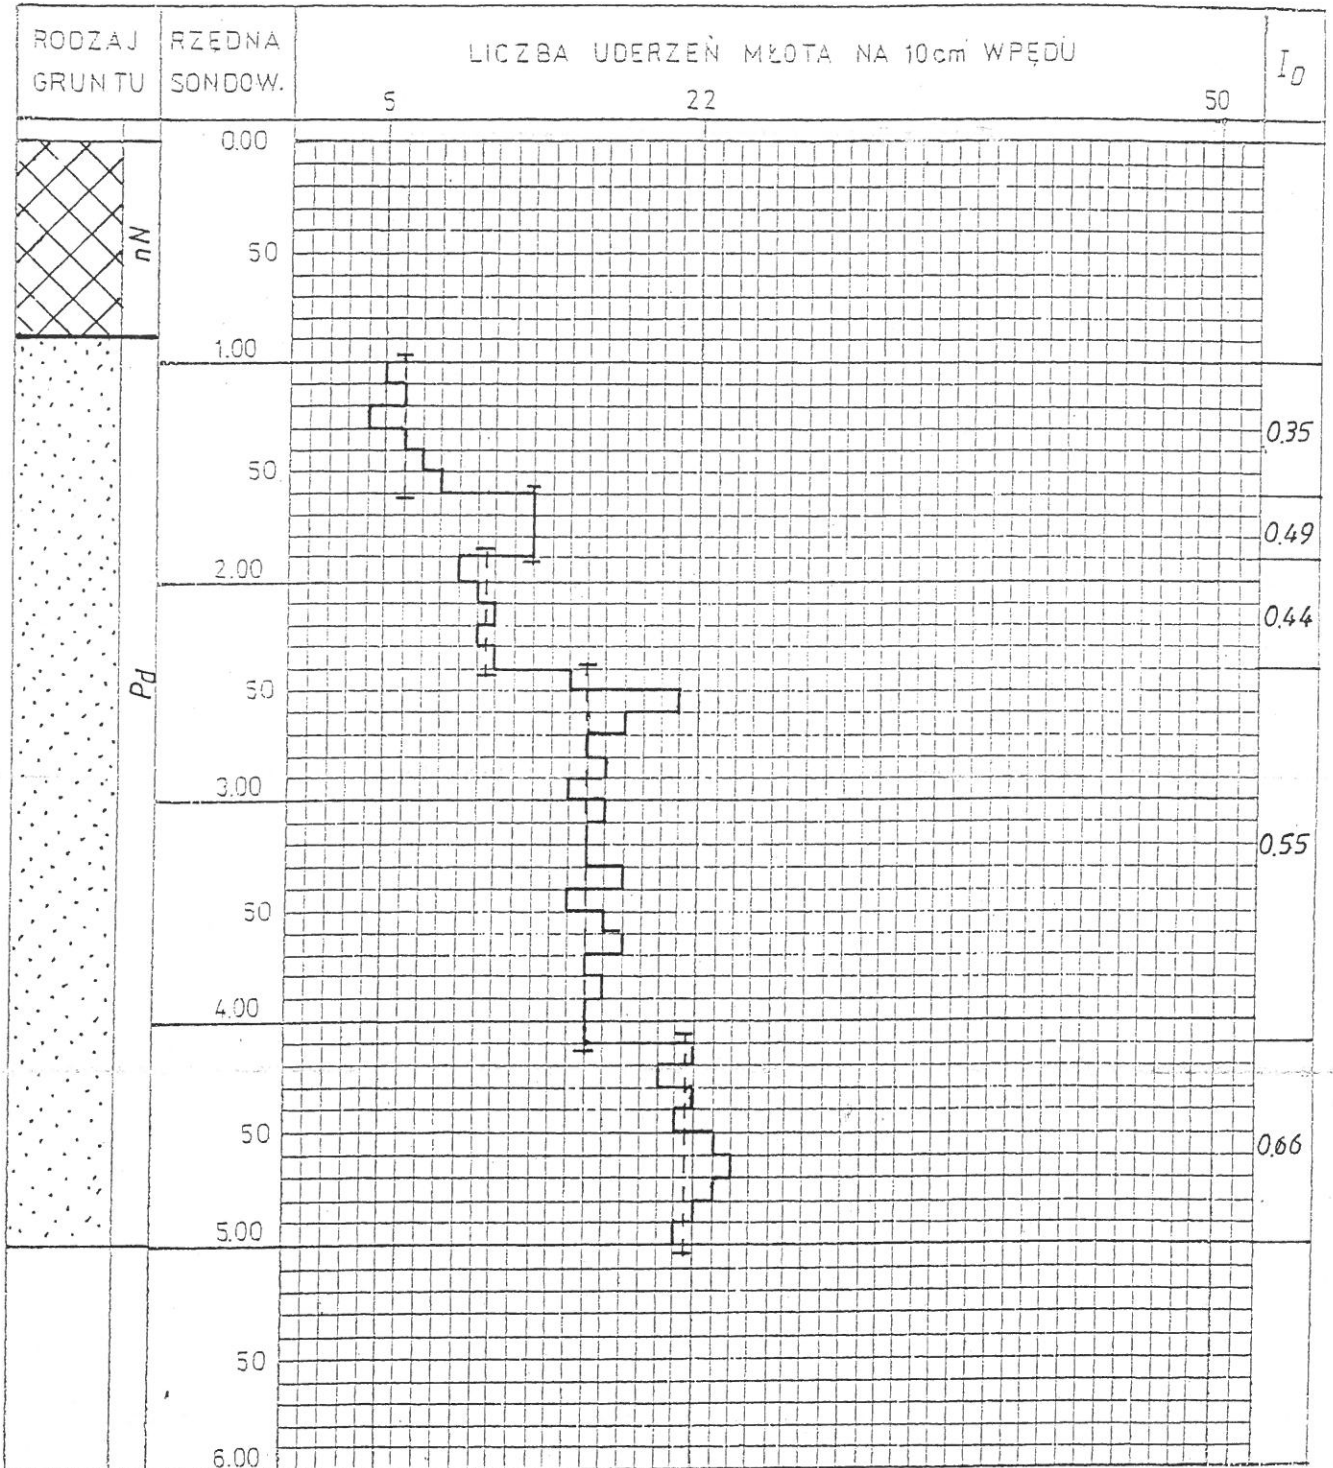 RODZAJ GRUNTU
RZĘDNA SONDOW.
LICZBA UDERZEŃ MŁOTA NA 10cm WPĘDU
I_D
5 22 50
0.00
nN
50
1.00
0.35
50
0.49
2.00
0.44
Pd
50
3.00
0.55
50
4.00
50
0.66
5.00
50
6.00